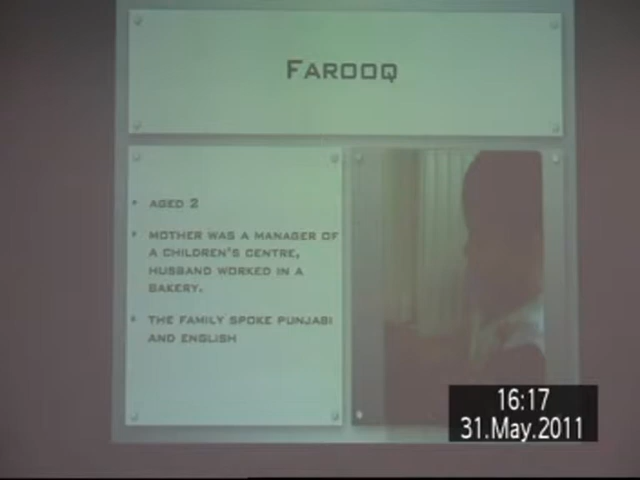 FAROOQ
• AGED 2
• MOTHER WAS A MANAGER OF
A CHILDREN'S CENTRE,
HUSBAND WORKED IN A
BAKERY.
• THE FAMILY SPOKE PUNJABI
AND ENGLISH
16:17
31.May.2011